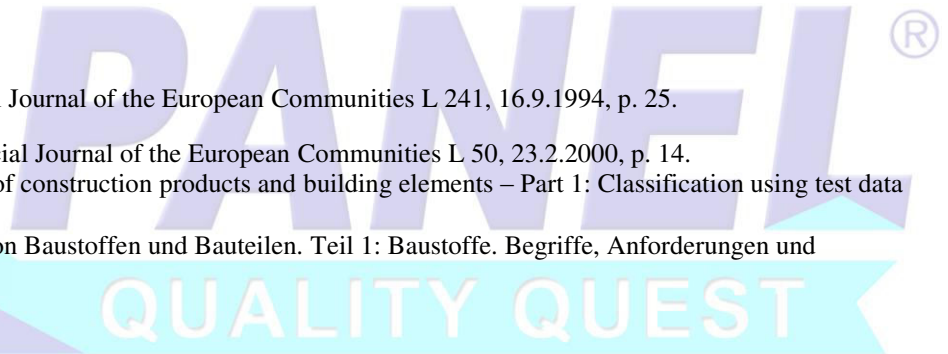 PANEL ®
Journal of the European Communities L 241, 16.9.1994, p. 25.
cial Journal of the European Communities L 50, 23.2.2000, p. 14.
of construction products and building elements – Part 1: Classification using test data
on Baustoffen und Bauteilen. Teil 1: Baustoffe. Begriffe, Anforderungen und
QUALITY QUEST